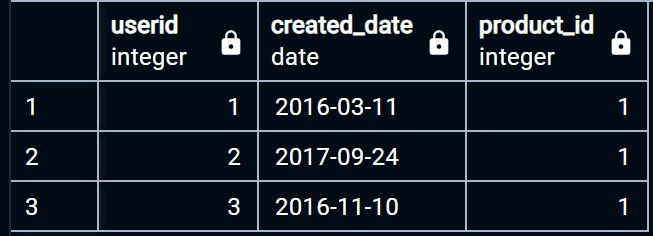 userid created_date product_id
integer date integer
1 1 2016-03-11 1
2 2 2017-09-24 1
3 3 2016-11-10 1